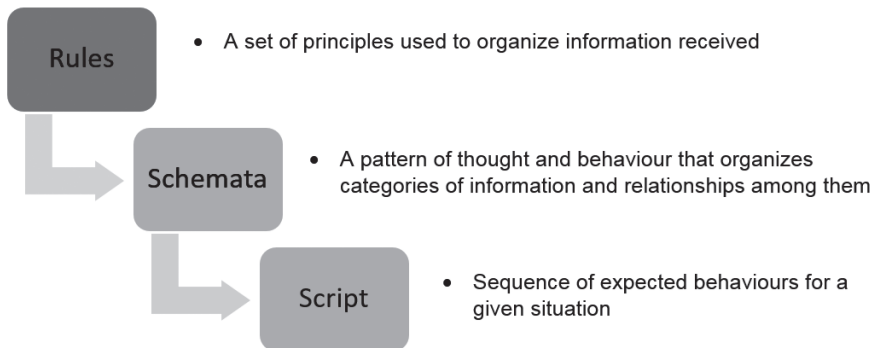 Rules
• A set of principles used to organize information received
Schemata
• A pattern of thought and behaviour that organizes
categories of information and relationships among them
Script
• Sequence of expected behaviours for a
given situation